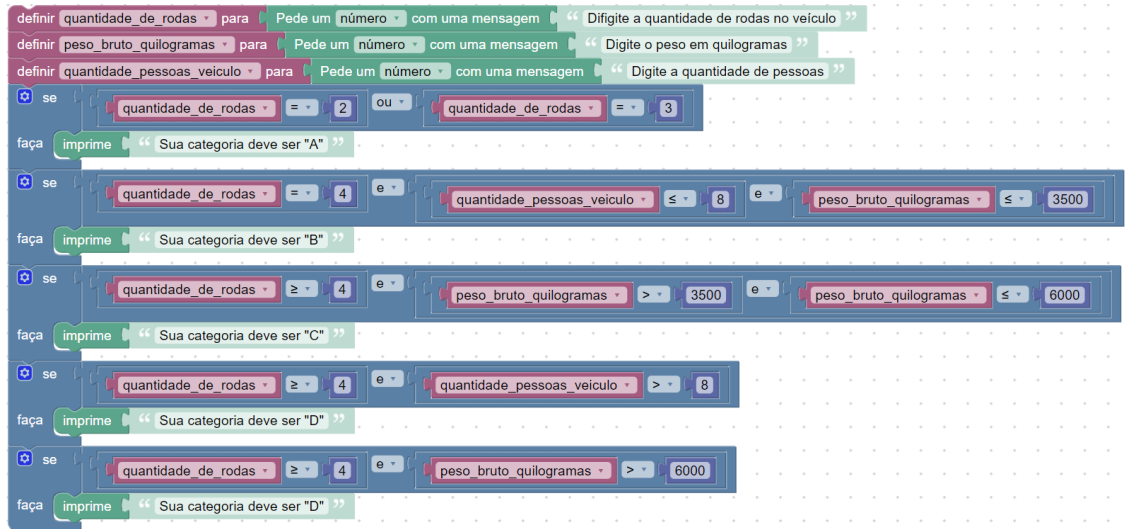 definir quantidade_de_rodas para Pede um número com uma mensagem “ Difigite a quantidade de rodas no veículo ”
definir peso_bruto_quilogramas para Pede um número com uma mensagem “ Digite o peso em quilogramas ”
definir quantidade_pessoas_veiculo para Pede um número com uma mensagem “ Digite a quantidade de pessoas ”
se quantidade_de_rodas = 2 ou quantidade_de_rodas = 3
faça imprime “ Sua categoria deve ser "A" ”
se quantidade_de_rodas = 4 e quantidade_pessoas_veiculo ≤ 8 e peso_bruto_quilogramas ≤ 3500
faça imprime “ Sua categoria deve ser "B" ”
se quantidade_de_rodas ≥ 4 e peso_bruto_quilogramas > 3500 e peso_bruto_quilogramas ≤ 6000
faça imprime “ Sua categoria deve ser "C" ”
se quantidade_de_rodas ≥ 4 e quantidade_pessoas_veiculo > 8
faça imprime “ Sua categoria deve ser "D" ”
se quantidade_de_rodas ≥ 4 e peso_bruto_quilogramas > 6000
faça imprime “ Sua categoria deve ser "D" ”